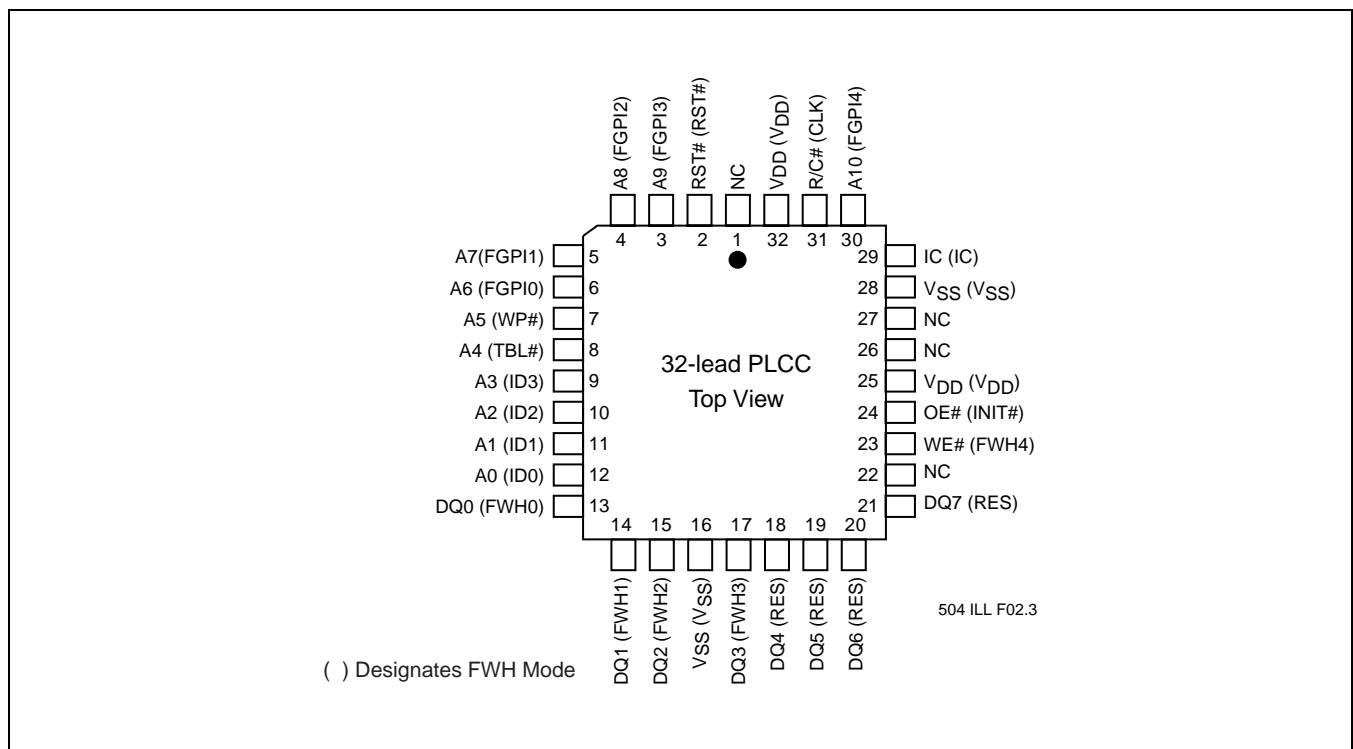 A8 (FGPI2)
A9 (FGPI3)
RST# (RST#)
NC
VDD (VDD)
R/C# (CLK)
A10 (FGPI4)
4
3
2
1
32
31
30
A7(FGPI1)
5
A6 (FGPI0)
6
A5 (WP#)
7
A4 (TBL#)
8
A3 (ID3)
9
A2 (ID2)
10
A1 (ID1)
11
A0 (ID0)
12
DQ0 (FWH0)
13
32-lead PLCC
Top View
29
IC (IC)
28
VSS (VSS)
27
NC
26
NC
25
VDD (VDD)
24
OE# (INIT#)
23
WE# (FWH4)
22
NC
21
DQ7 (RES)
14
15
16
17
18
19
20
DQ1 (FWH1)
DQ2 (FWH2)
VSS (VSS)
DQ3 (FWH3)
DQ4 (RES)
DQ5 (RES)
DQ6 (RES)
504 ILL F02.3
( ) Designates FWH Mode